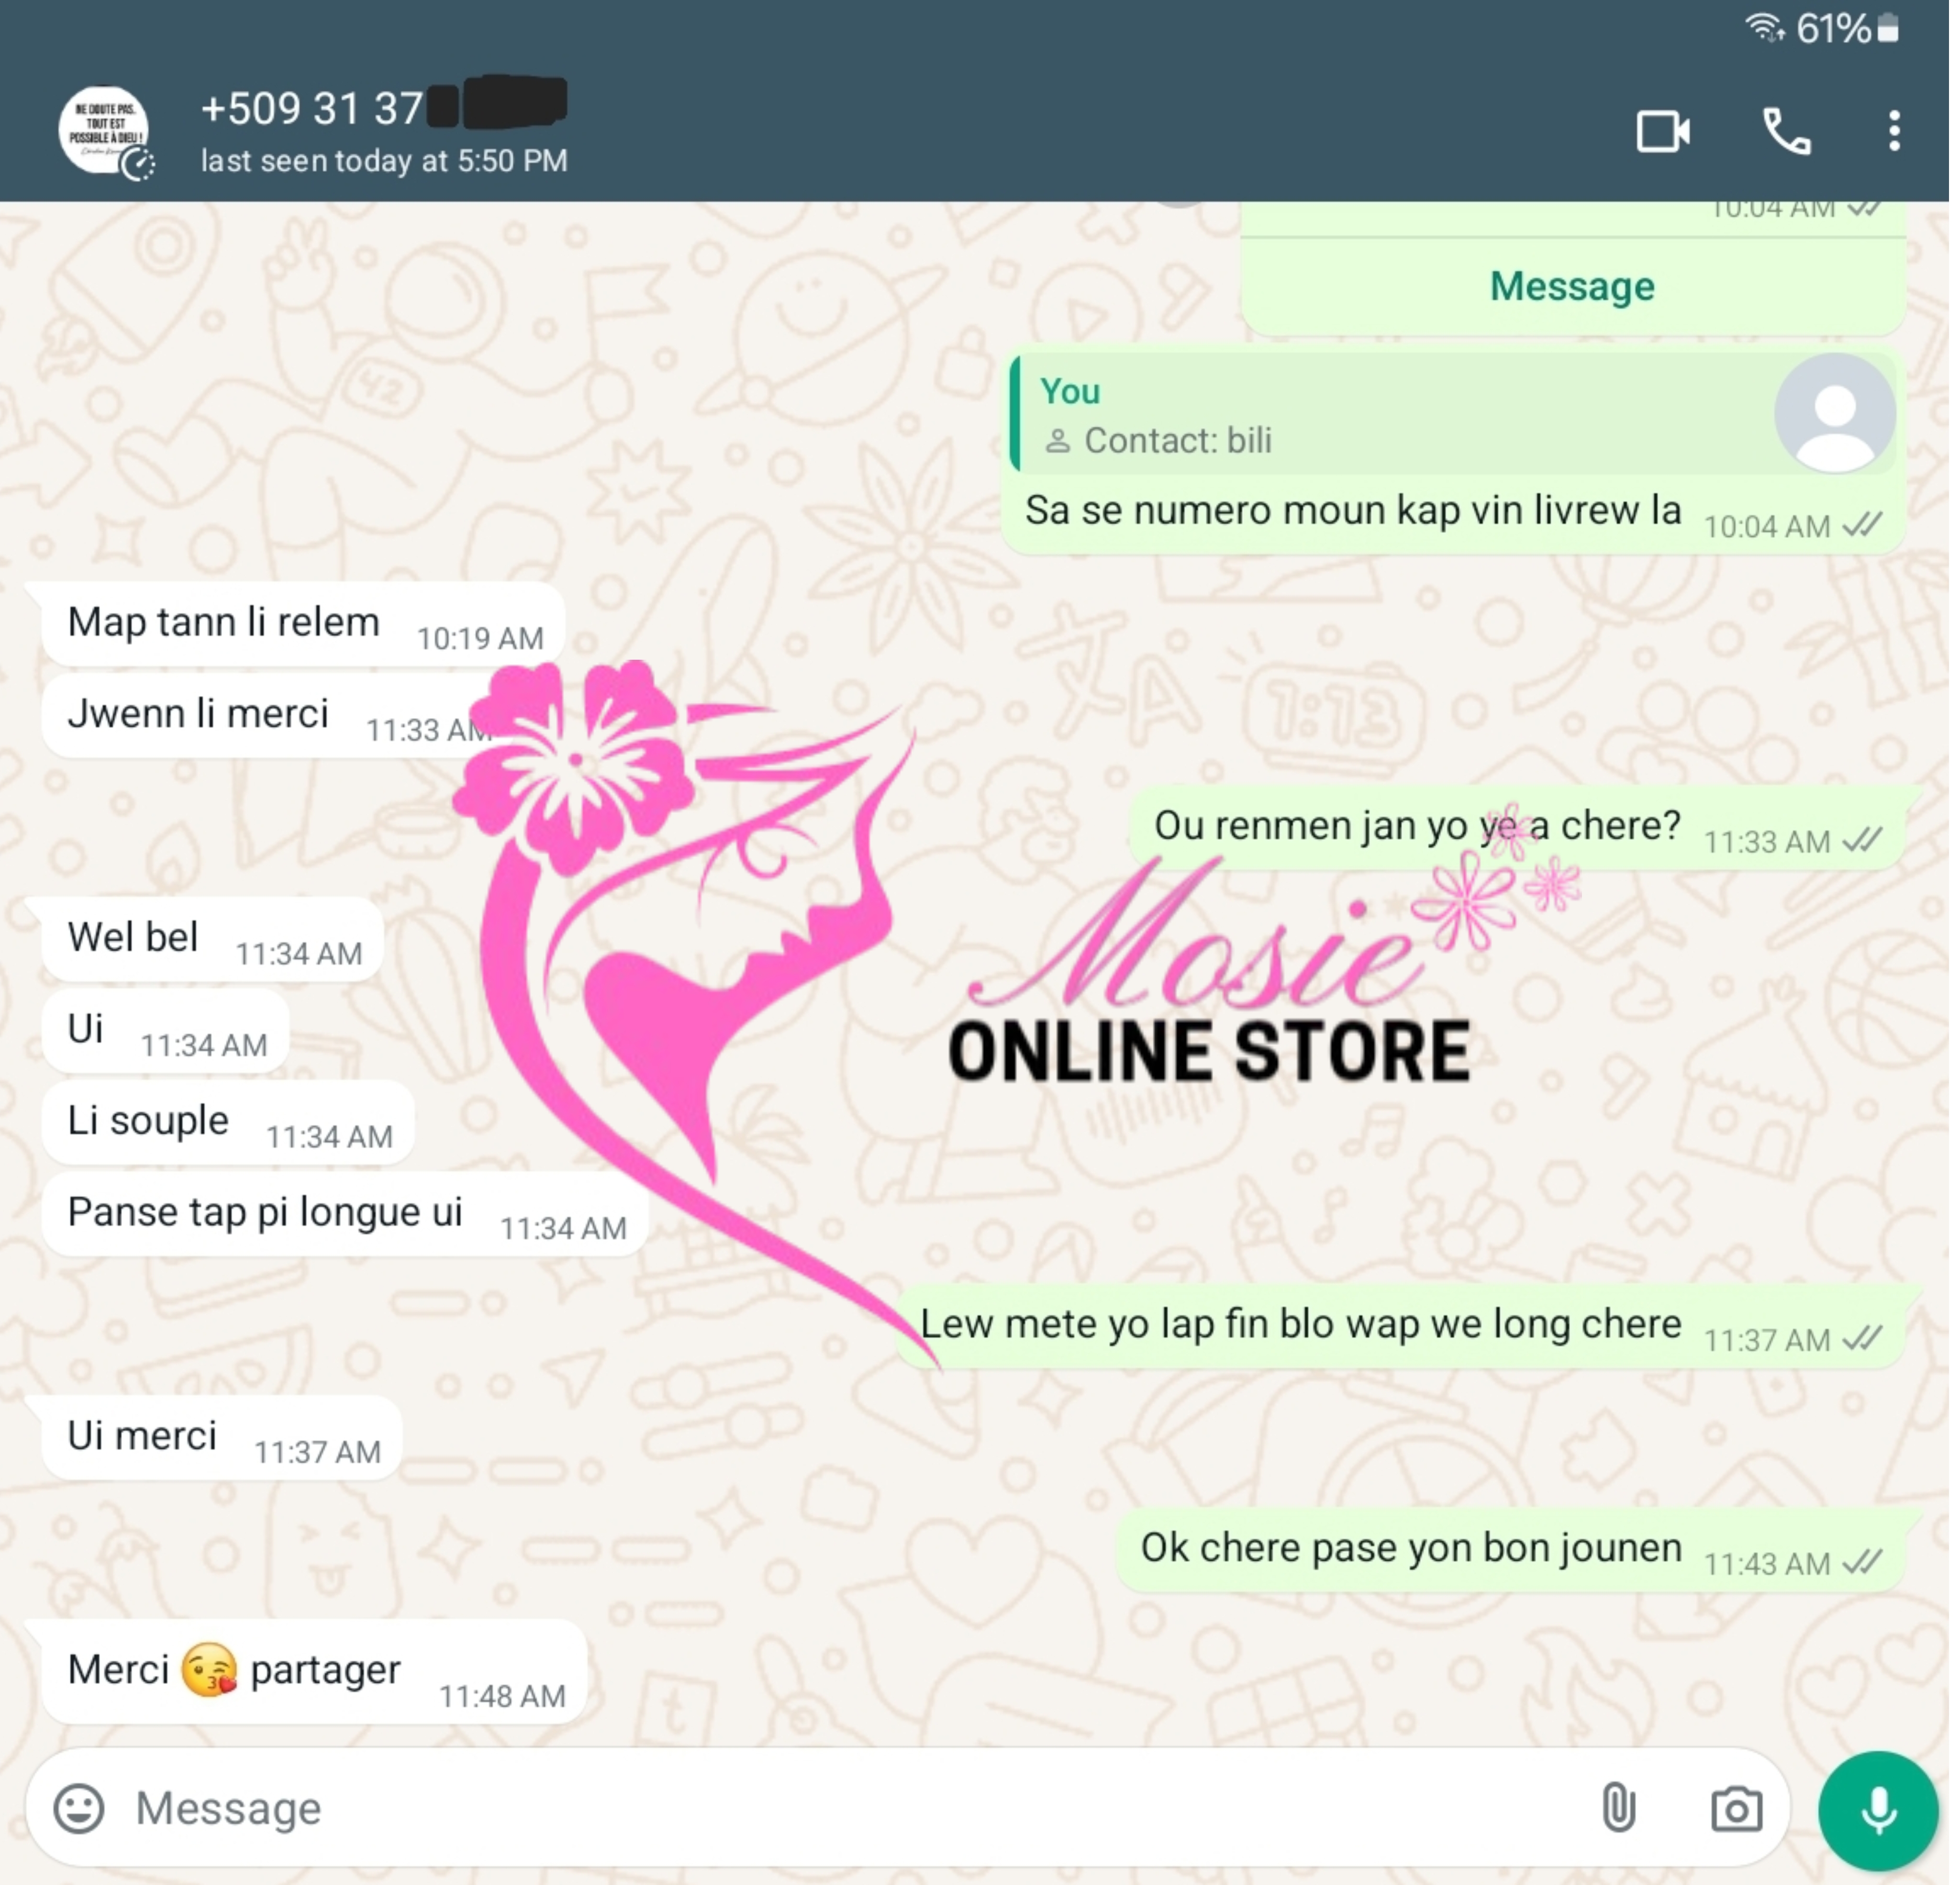 61%
NE DOUTE PAS.
TOUT EST
POSSIBLE À DIEU !
+509 31 37
last seen today at 5:50 PM
10:04 AM
Message
You
Contact: bili
Sa se numero moun kap vin livrew la 10:04 AM
Map tann li relem 10:19 AM
Jwenn li merci 11:33 AM
Ou renmen jan yo ye a chere? 11:33 AM
Mosie
ONLINE STORE
Wel bel 11:34 AM
Ui 11:34 AM
Li souple 11:34 AM
Panse tap pi longue ui 11:34 AM
Lew mete yo lap fin blo wap we long chere 11:37 AM
Ui merci 11:37 AM
Ok chere pase yon bon jounen 11:43 AM
Merci 😘 partager 11:48 AM
Message